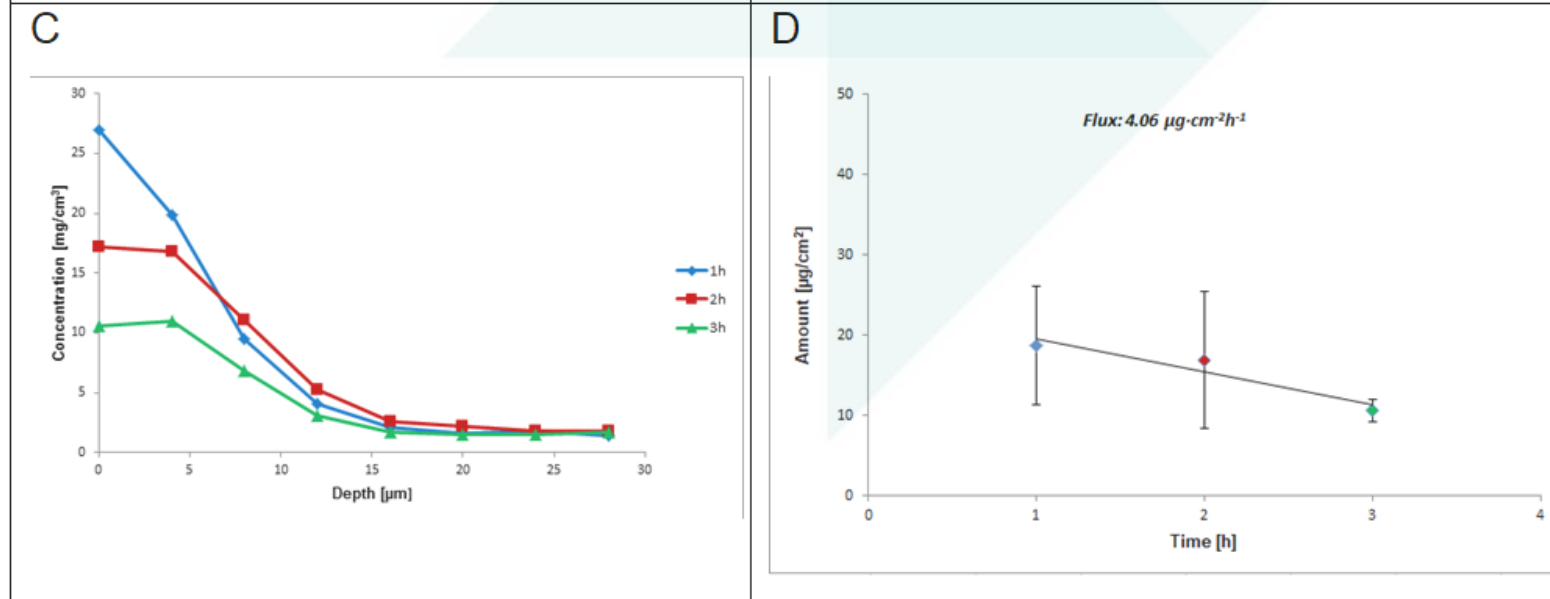 C
30
25
20
15
10
5
0
Concentration [mg/cm³]
0 5 10 15 20 25 30
Depth [µm]
1h
2h
3h
D
50
40
30
20
10
0
Amount [µg/cm²]
Flux: 4.06 µg·cm⁻²h⁻¹
0 1 2 3 4
Time [h]